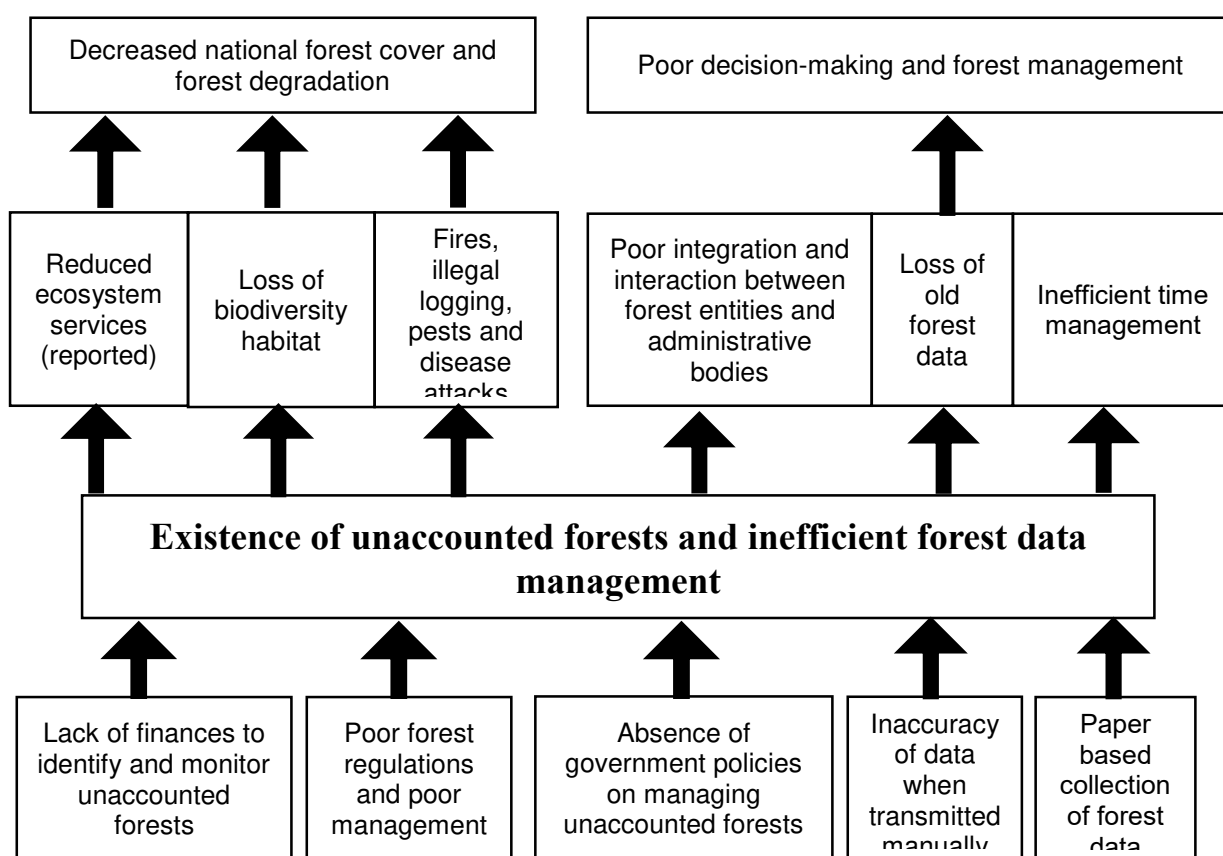 Decreased national forest cover and
forest degradation
Poor decision-making and forest management
Reduced
ecosystem
services
(reported)
Loss of
biodiversity
habitat
Fires,
illegal
logging,
pests and
disease
attacks
Poor integration and
interaction between
forest entities and
administrative
bodies
Loss of
old
forest
data
Inefficient time
management
Existence of unaccounted forests and inefficient forest data
management
Lack of finances to
identify and monitor
unaccounted
forests
Poor forest
regulations
and poor
management
Absence of
government policies
on managing
unaccounted forests
Inaccuracy
of data
when
transmitted
manually
Paper
based
collection
of forest
data